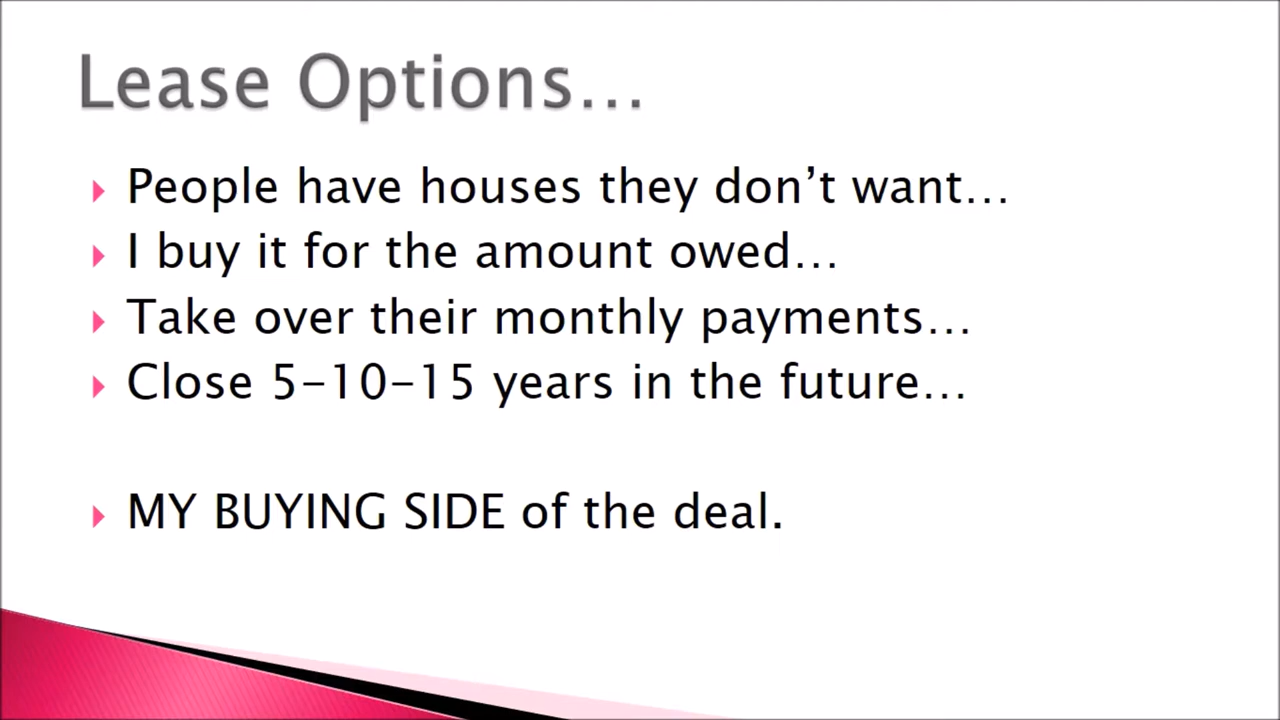 Lease Options…
People have houses they don’t want…
I buy it for the amount owed…
Take over their monthly payments…
Close 5-10-15 years in the future…
MY BUYING SIDE of the deal.